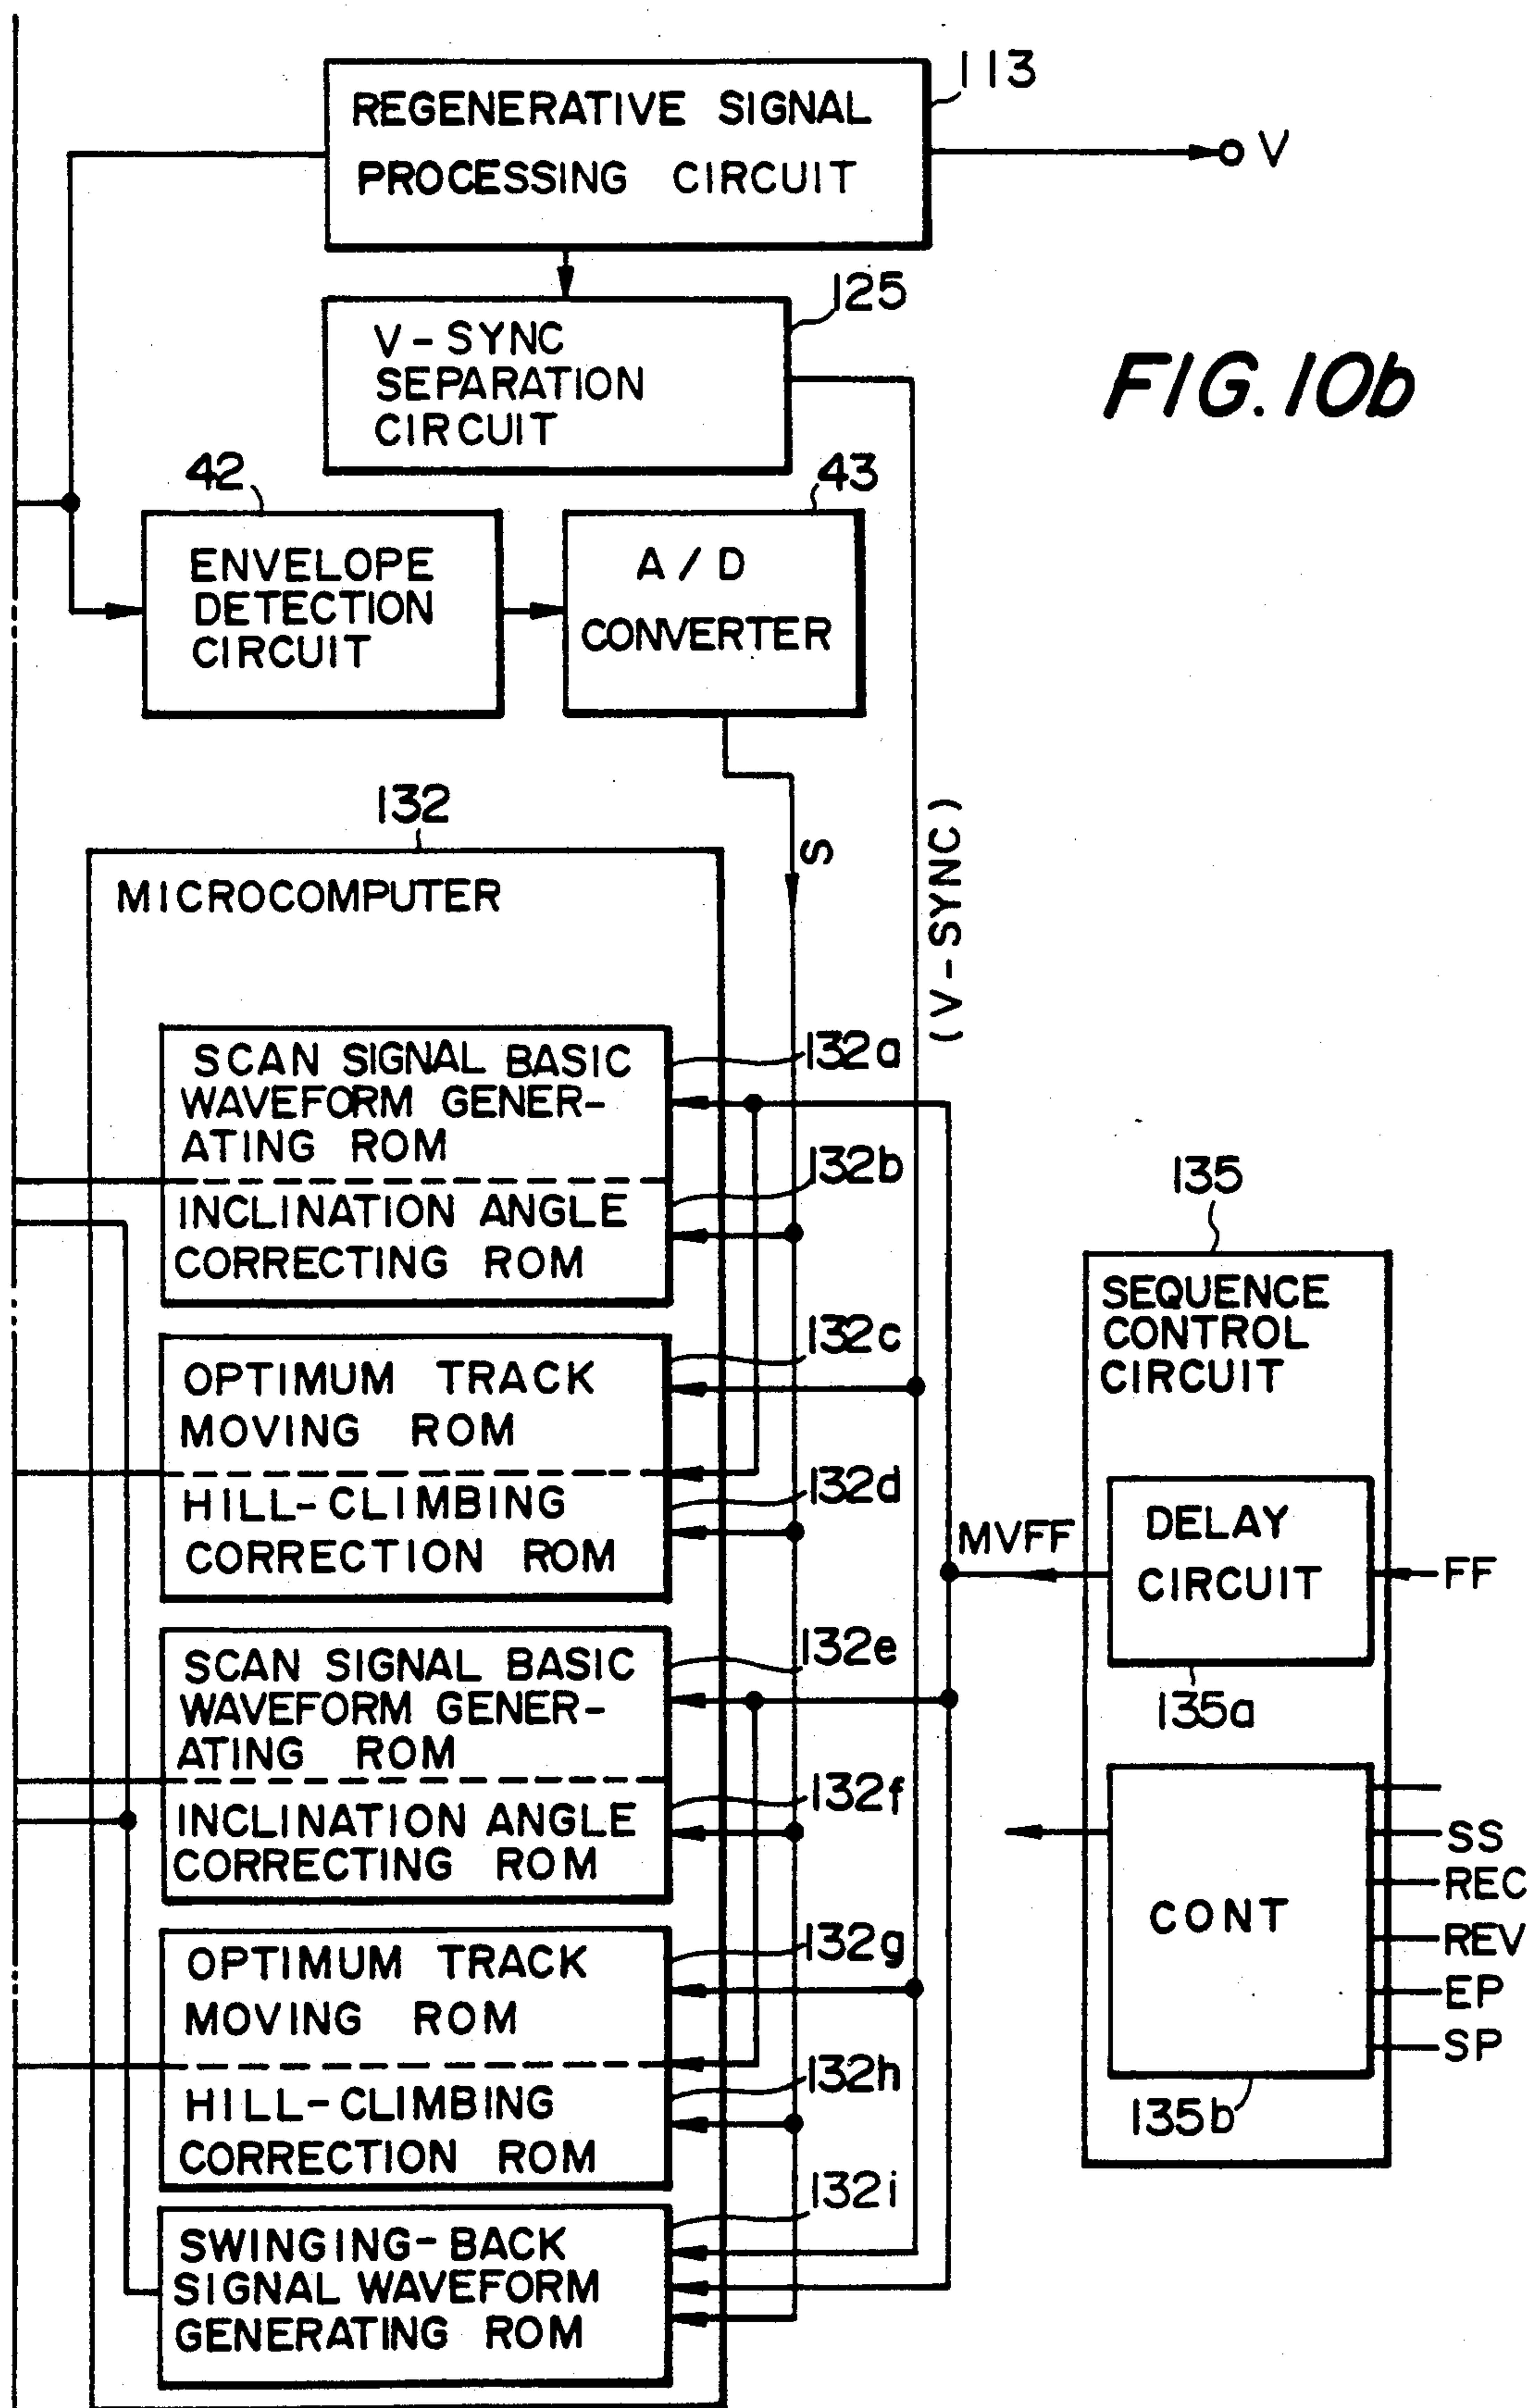 113
REGENERATIVE SIGNAL
PROCESSING CIRCUIT
V
125
V-SYNC
SEPARATION
CIRCUIT
FIG. 10b
42
ENVELOPE
DETECTION
CIRCUIT
43
A/D
CONVERTER
S
(V-SYNC)
132
MICROCOMPUTER
SCAN SIGNAL BASIC
WAVEFORM GENER-
ATING ROM
132a
132b
INCLINATION ANGLE
CORRECTING ROM
132c
OPTIMUM TRACK
MOVING ROM
132d
HILL-CLIMBING
CORRECTION ROM
132e
SCAN SIGNAL BASIC
WAVEFORM GENER-
ATING ROM
132f
INCLINATION ANGLE
CORRECTING ROM
132g
OPTIMUM TRACK
MOVING ROM
132h
HILL-CLIMBING
CORRECTION ROM
132i
SWINGING-BACK
SIGNAL WAVEFORM
GENERATING ROM
135
SEQUENCE
CONTROL
CIRCUIT
MVFF
DELAY
CIRCUIT
FF
135a
CONT
SS
REC
REV
EP
SP
135b